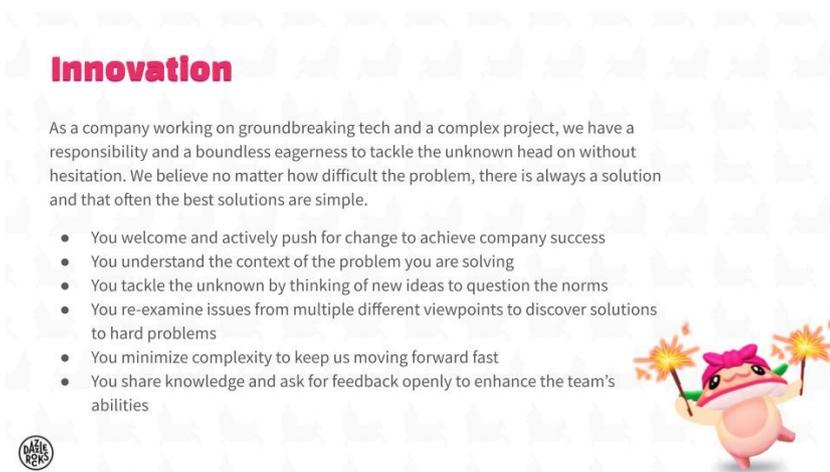 Innovation
As a company working on groundbreaking tech and a complex project, we have a
responsibility and a boundless eagerness to tackle the unknown head on without
hesitation. We believe no matter how difficult the problem, there is always a solution
and that often the best solutions are simple.
● You welcome and actively push for change to achieve company success
● You understand the context of the problem you are solving
● You tackle the unknown by thinking of new ideas to question the norms
● You re-examine issues from multiple different viewpoints to discover solutions
to hard problems
● You minimize complexity to keep us moving forward fast
● You share knowledge and ask for feedback openly to enhance the team’s
abilities
DAZZLE
ROCKS